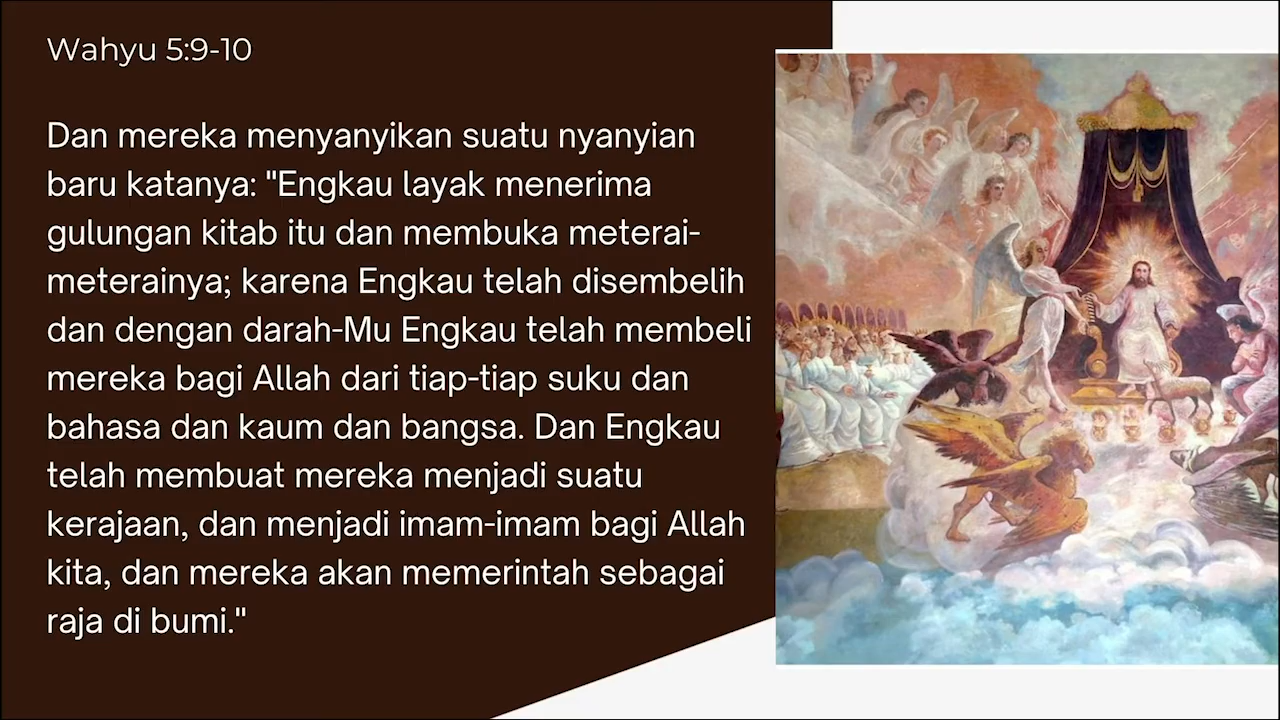 Wahyu 5:9-10
Dan mereka menyanyikan suatu nyanyian
baru katanya: "Engkau layak menerima
gulungan kitab itu dan membuka meterai-
meterainya; karena Engkau telah disembelih
dan dengan darah-Mu Engkau telah membeli
mereka bagi Allah dari tiap-tiap suku dan
bahasa dan kaum dan bangsa. Dan Engkau
telah membuat mereka menjadi suatu
kerajaan, dan menjadi imam-imam bagi Allah
kita, dan mereka akan memerintah sebagai
raja di bumi."